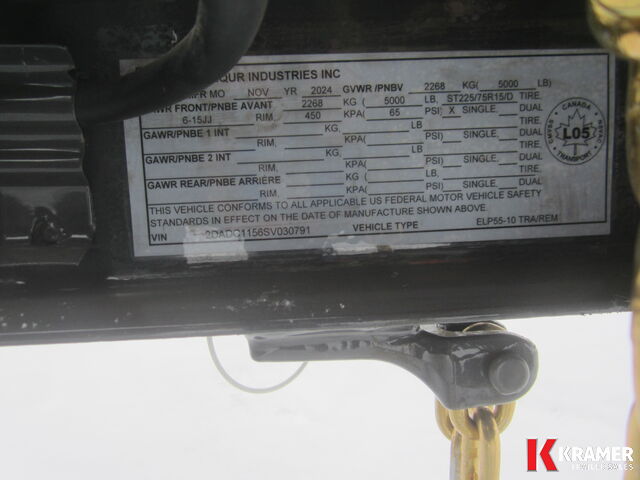 QUR INDUSTRIES INC
MFR MO NOV YR 2024 GVWR /PNBV 2268 KG( 5000 LB)
GAWR FRONT/PNBE AVANT 2268 KG ( 5000 LB, ST225/75R15/D TIRE,
6-15JJ RIM, 450 KPA( 65 PSI) X SINGLE, DUAL
GAWR/PNBE 1 INT KG, LB, TIRE,
RIM, KPA( PSI) SINGLE, DUAL
GAWR/PNBE 2 INT KG( LB, TIRE,
RIM, KPA( PSI) SINGLE, DUAL
GAWR REAR/PNBE ARRIÈRE KG( LB, TIRE,
RIM, KPA( PSI) SINGLE, DUAL
THIS VEHICLE CONFORMS TO ALL APPLICABLE US FEDERAL MOTOR VEHICLE SAFETY
STANDARDS IN EFFECT ON THE DATE OF MANUFACTURE SHOWN ABOVE.
VIN 2DADC1156SV030791 VEHICLE TYPE ELP55-10 TRA/REM
CANADA
L05
TRANSPORT
K KRAMER
TRAILER SALES